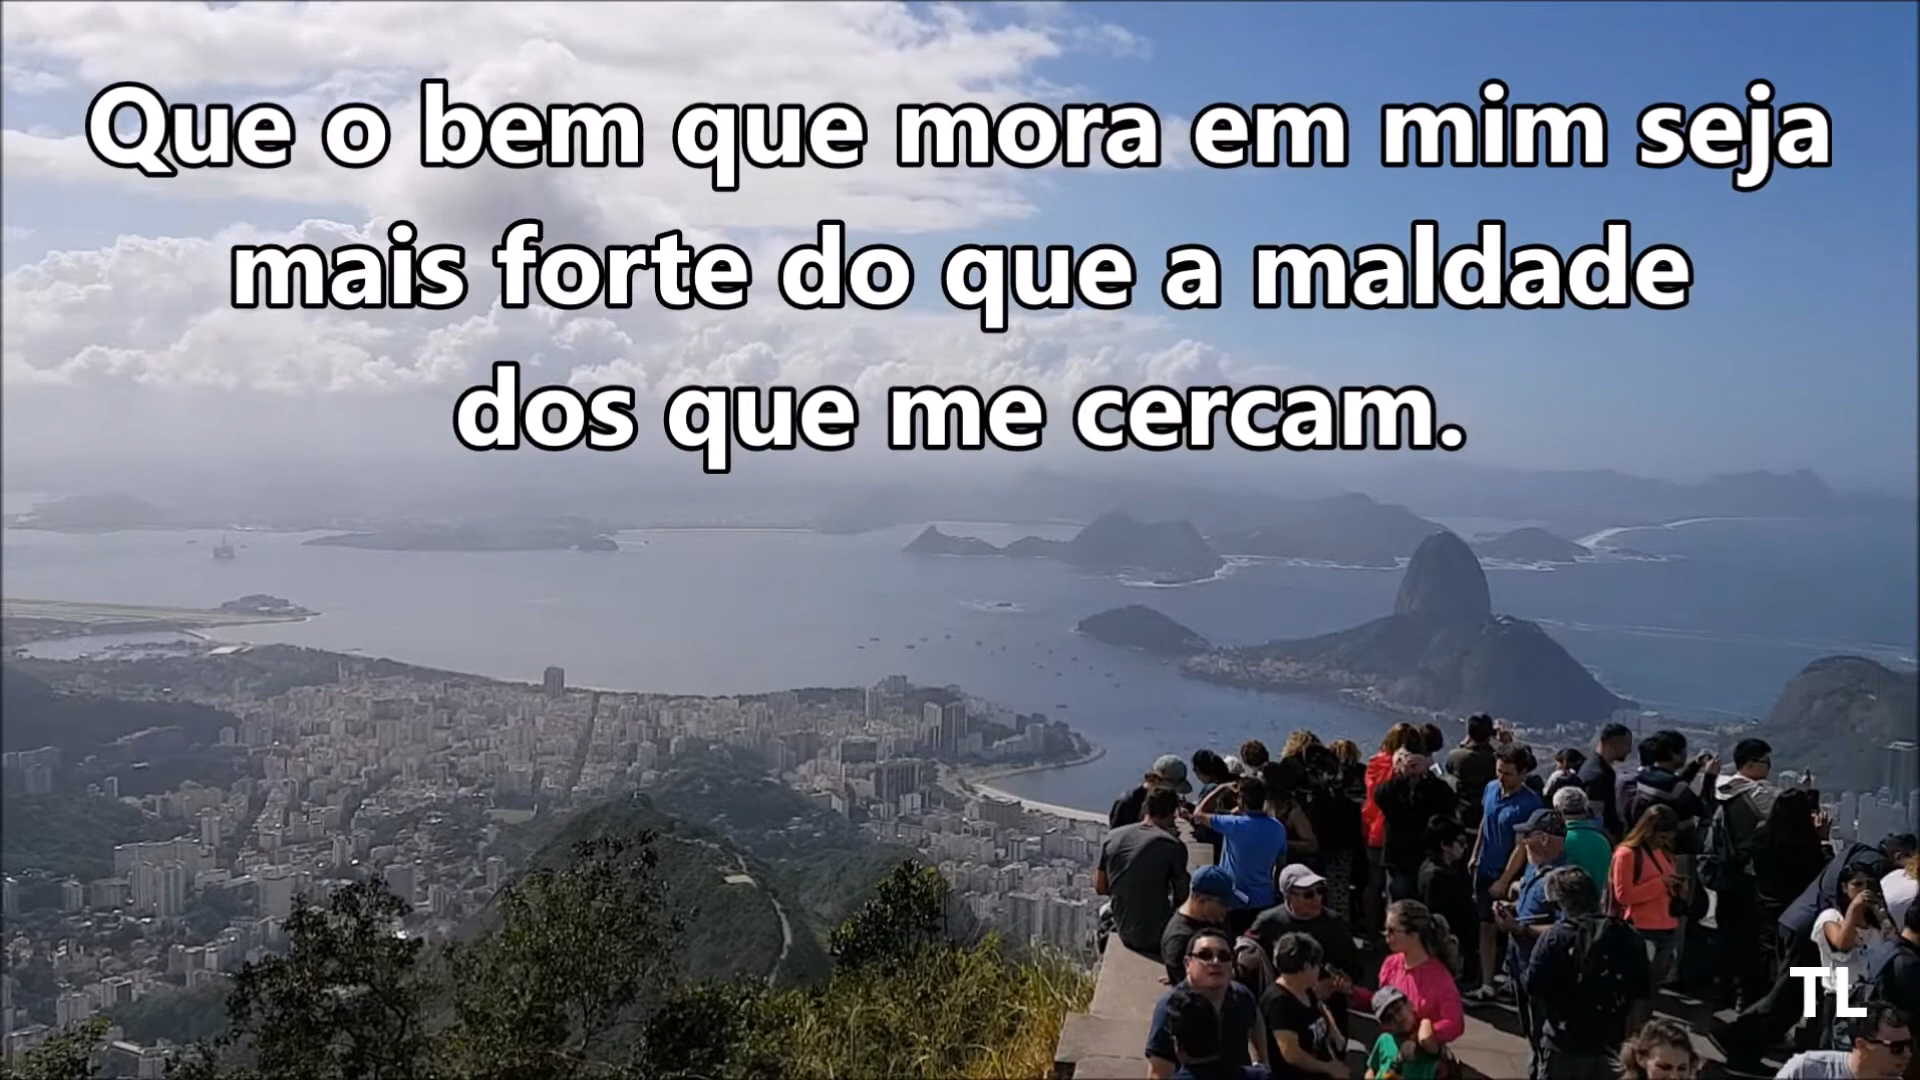 Que o bem que mora em mim seja
mais forte do que a maldade
dos que me cercam.
TL